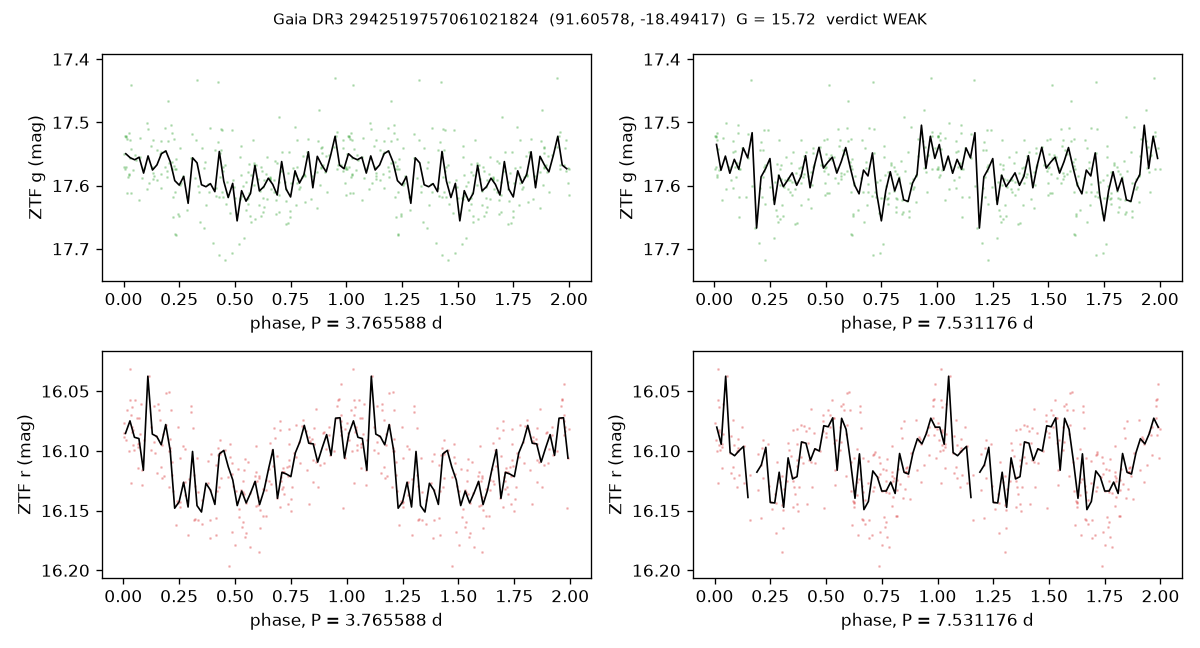 Gaia DR3 2942519757061021824 (91.60578, -18.49417) G = 15.72 verdict WEAK
ZTF g (mag)
17.4
17.5
17.6
17.7
0.00 0.25 0.50 0.75 1.00 1.25 1.50 1.75 2.00
phase, P = 3.765588 d
ZTF g (mag)
17.4
17.5
17.6
17.7
0.00 0.25 0.50 0.75 1.00 1.25 1.50 1.75 2.00
phase, P = 7.531176 d
ZTF r (mag)
16.05
16.10
16.15
16.20
0.00 0.25 0.50 0.75 1.00 1.25 1.50 1.75 2.00
phase, P = 3.765588 d
ZTF r (mag)
16.05
16.10
16.15
16.20
0.00 0.25 0.50 0.75 1.00 1.25 1.50 1.75 2.00
phase, P = 7.531176 d